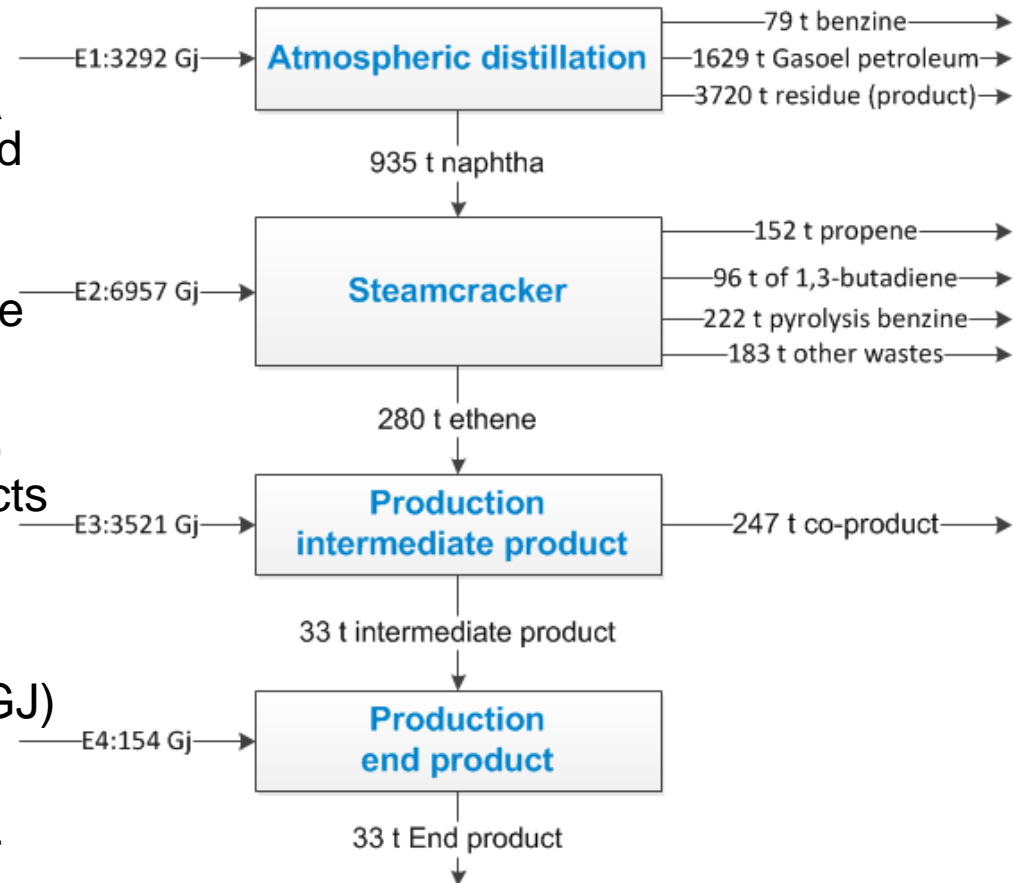 79 t benzine
E1:3292 Gj
Atmospheric distillation
1629 t Gasoel petroleum
3720 t residue (product)
935 t naphtha
152 t propene
E2:6957 Gj
Steamcracker
96 t of 1,3-butadiene
222 t pyrolysis benzine
183 t other wastes
280 t ethene
E3:3521 Gj
Production
intermediate product
247 t co-product
33 t intermediate product
GJ)
E4:154 Gj
Production
end product
33 t End product